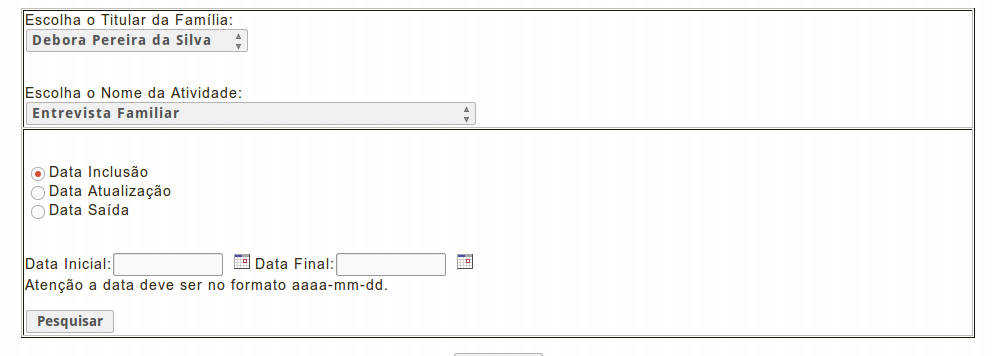 Escolha o Titular da Família:
Debora Pereira da Silva
Escolha o Nome da Atividade:
Entrevista Familiar
Data Inclusão
Data Atualização
Data Saída
Data Inicial: Data Final:
Atenção a data deve ser no formato aaaa-mm-dd.
Pesquisar